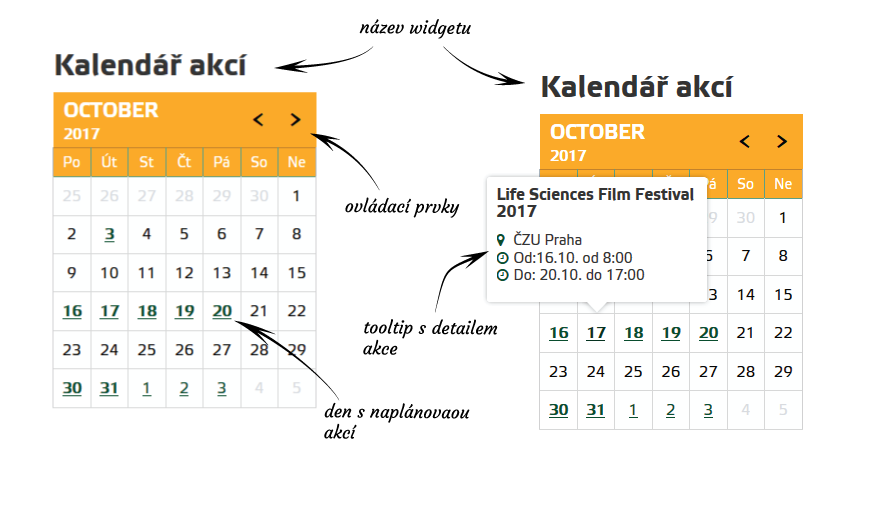 název widgetu
Kalendář akcí
OCTOBER
2017
Po Út St Čt Pá So Ne
25 26 27 28 29 30 1
2 3 4 5 6 7 8
9 10 11 12 13 14 15
16 17 18 19 20 21 22
23 24 25 26 27 28 29
30 31 1 2 3 4 5
ovládací prvky
tooltip s detailem
akce
den s naplánovaou
akcí
Kalendář akcí
OCTOBER
2017
So Ne
Life Sciences Film Festival
2017
30 1
ČZU Praha
7 8
Od:16.10. od 8:00
Do: 20.10. do 17:00
14 15
16 17 18 19 20 21 22
23 24 25 26 27 28 29
30 31 1 2 3 4 5